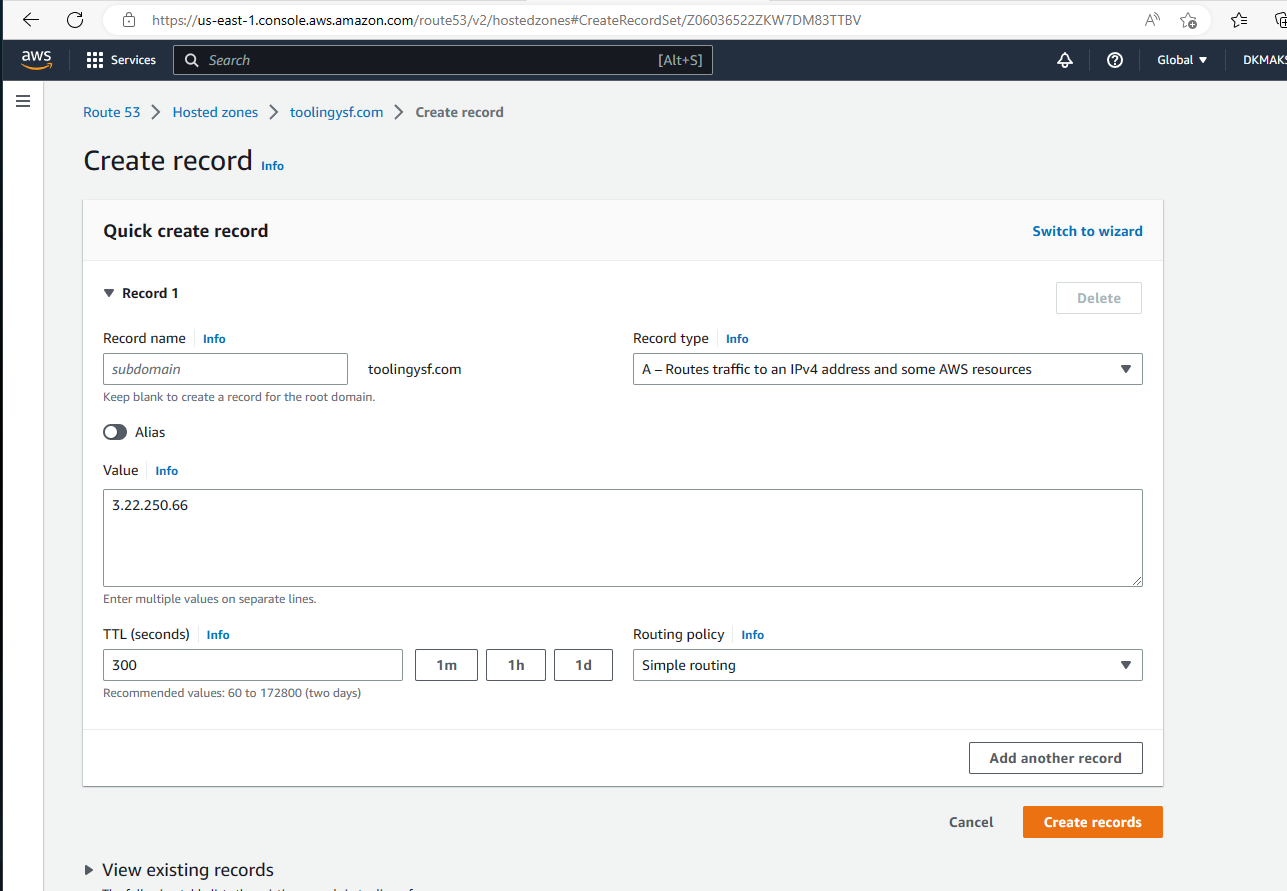 https://us-east-1.console.aws.amazon.com/route53/v2/hostedzones#CreateRecordSet/Z06036522ZKW7DM83TTBV
aws Services Search [Alt+S] Global DKMAKS
Route 53 Hosted zones toolingysf.com Create record
Create record Info
Quick create record Switch to wizard
Record 1 Delete
Record name Info Record type Info
subdomain toolingysf.com A – Routes traffic to an IPv4 address and some AWS resources
Keep blank to create a record for the root domain.
Alias
Value Info
3.22.250.66
Enter multiple values on separate lines.
TTL (seconds) Info Routing policy Info
300 1m 1h 1d Simple routing
Recommended values: 60 to 172800 (two days)
Add another record
Cancel Create records
View existing records